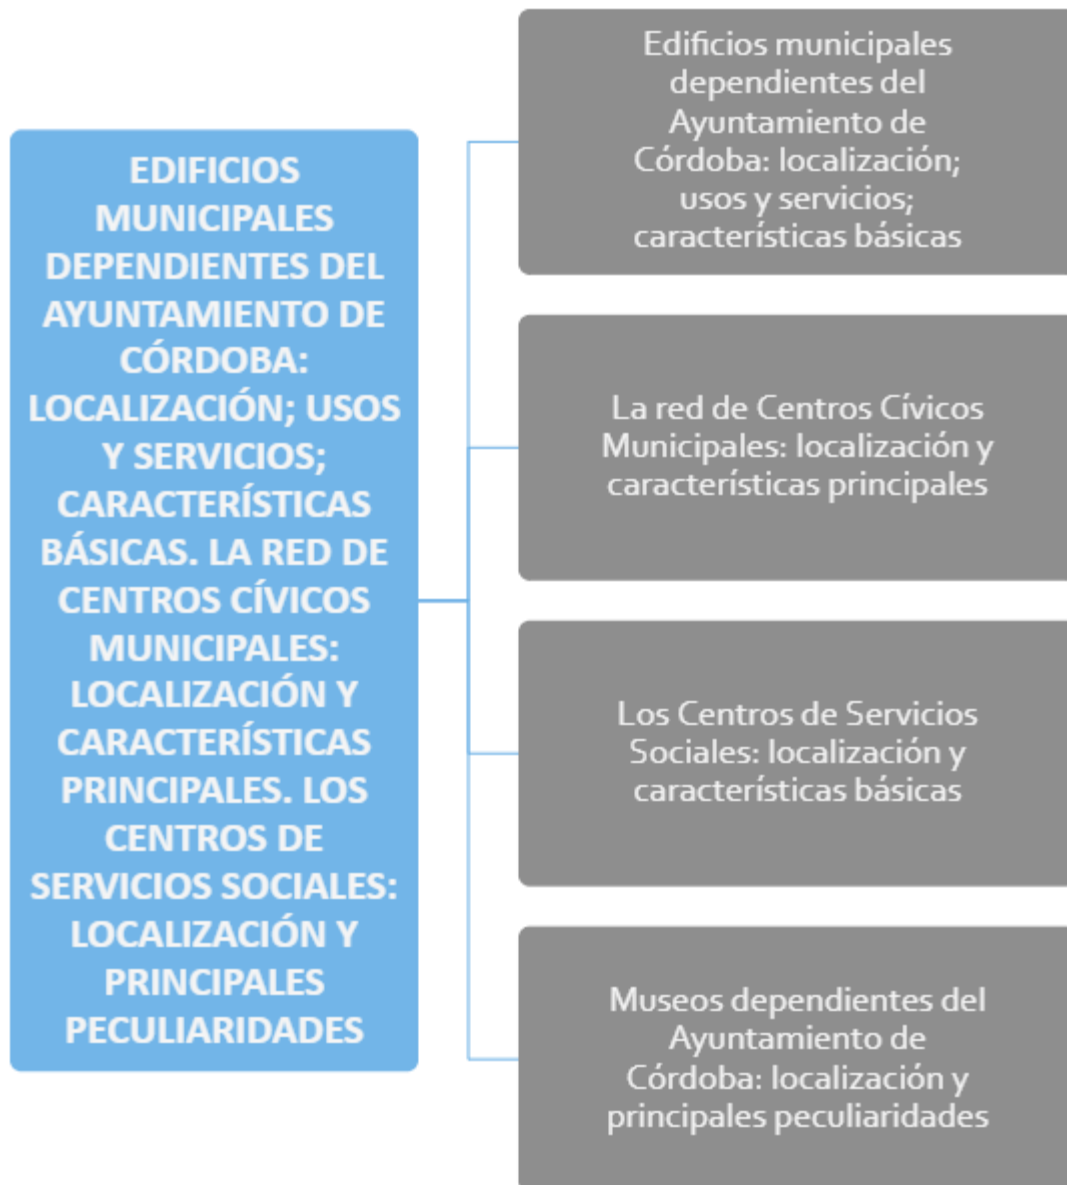 EDIFICIOS
MUNICIPALES
DEPENDIENTES DEL
AYUNTAMIENTO DE
CÓRDOBA:
LOCALIZACIÓN; USOS
Y SERVICIOS;
CARACTERÍSTICAS
BÁSICAS. LA RED DE
CENTROS CÍVICOS
MUNICIPALES:
LOCALIZACIÓN Y
CARACTERÍSTICAS
PRINCIPALES. LOS
CENTROS DE
SERVICIOS SOCIALES:
LOCALIZACIÓN Y
PRINCIPALES
PECULIARIDADES
Edificios municipales
dependientes del
Ayuntamiento de
Córdoba: localización;
usos y servicios;
características básicas
La red de Centros Cívicos
Municipales: localización y
características principales
Los Centros de Servicios
Sociales: localización y
características básicas
Museos dependientes del
Ayuntamiento de
Córdoba: localización y
principales peculiaridades